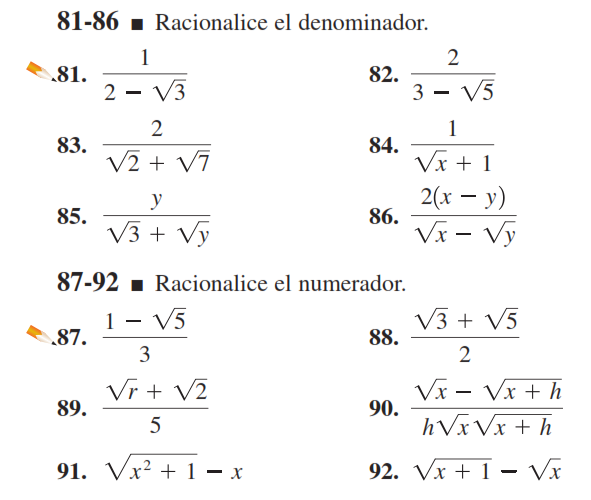 81-86 ■ Racionalice el denominador.
81. \frac{1}{2 - \sqrt{3}} 82. \frac{2}{3 - \sqrt{5}}
83. \frac{2}{\sqrt{2} + \sqrt{7}} 84. \frac{1}{\sqrt{x} + 1}
85. \frac{y}{\sqrt{3} + \sqrt{y}} 86. \frac{2(x - y)}{\sqrt{x} - \sqrt{y}}
87-92 ■ Racionalice el numerador.
87. \frac{1 - \sqrt{5}}{3} 88. \frac{\sqrt{3} + \sqrt{5}}{2}
89. \frac{\sqrt{r} + \sqrt{2}}{5} 90. \frac{\sqrt{x} - \sqrt{x + h}}{h\sqrt{x}\sqrt{x + h}}
91. \sqrt{x^2 + 1} - x 92. \sqrt{x + 1} - \sqrt{x}